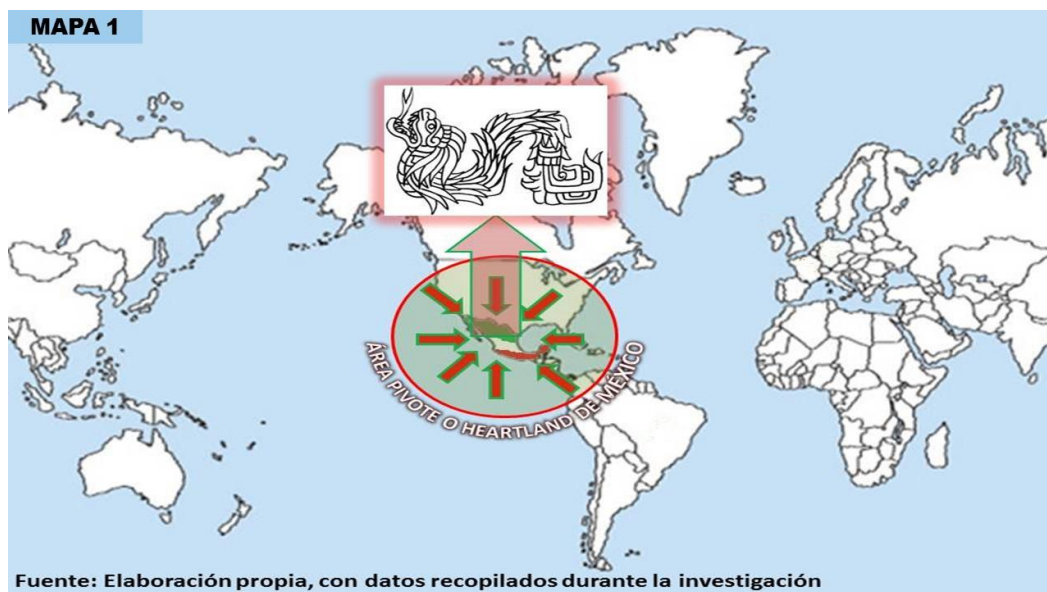 MAPA 1
ÁREA PIVOTE O HEARTLAND DE MÉXICO
Fuente: Elaboración propia, con datos recopilados durante la investigación